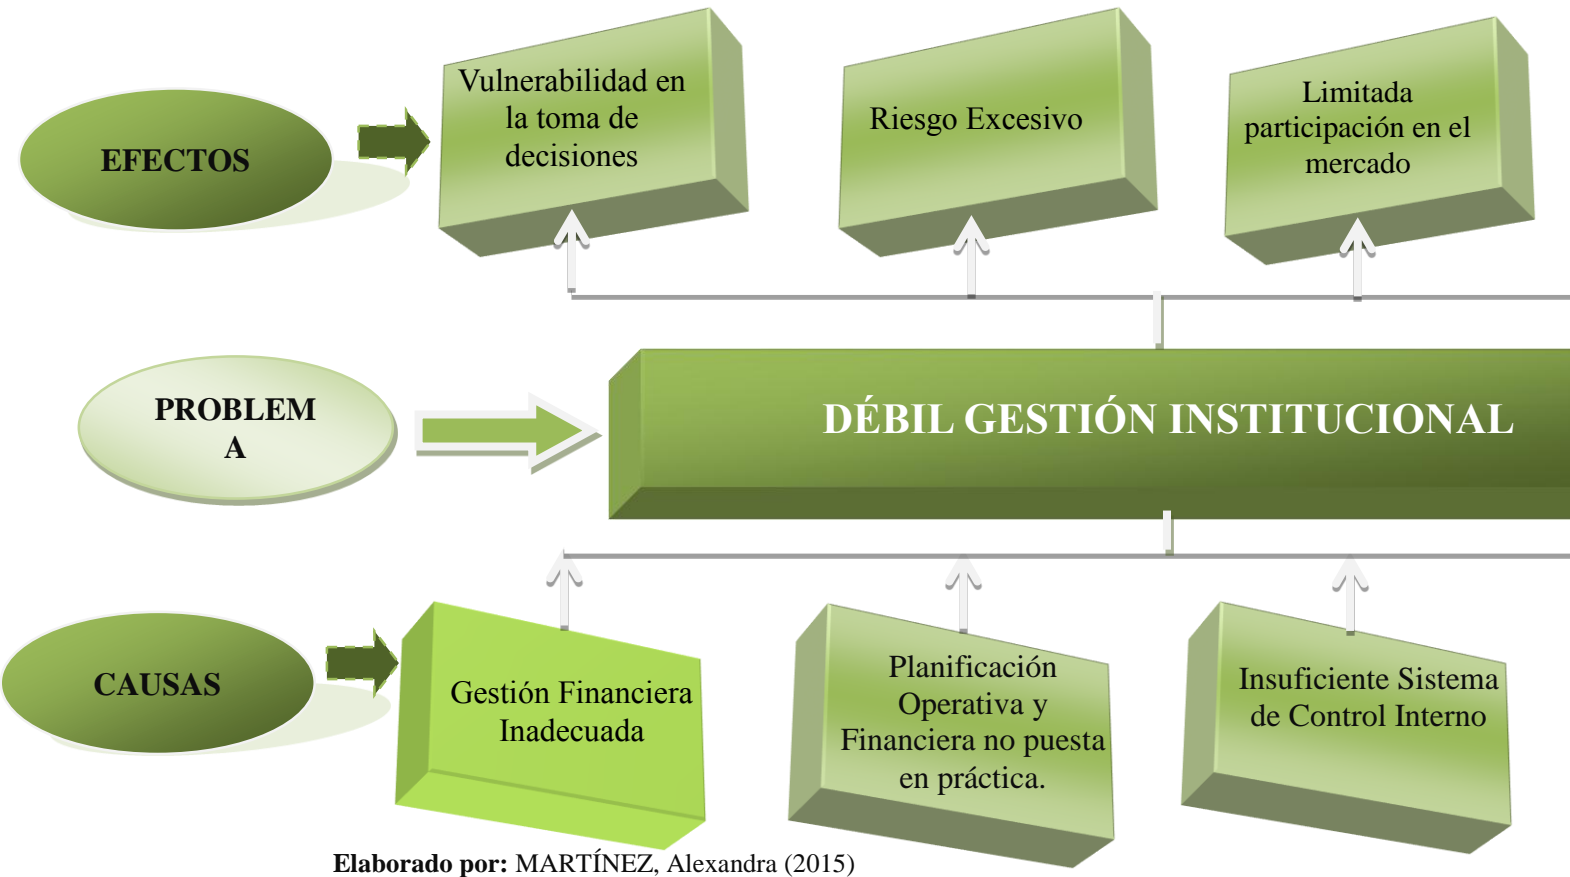 EFECTOS
Vulnerabilidad en
la toma de
decisiones
Riesgo Excesivo
Limitada
participación en el
mercado
PROBLEM
A
DÉBIL GESTIÓN INSTITUCIONAL
CAUSAS
Gestión Financiera
Inadecuada
Planificación
Operativa y
Financiera no puesta
en práctica.
Insuficiente Sistema
de Control Interno
Elaborado por: MARTÍNEZ, Alexandra (2015)